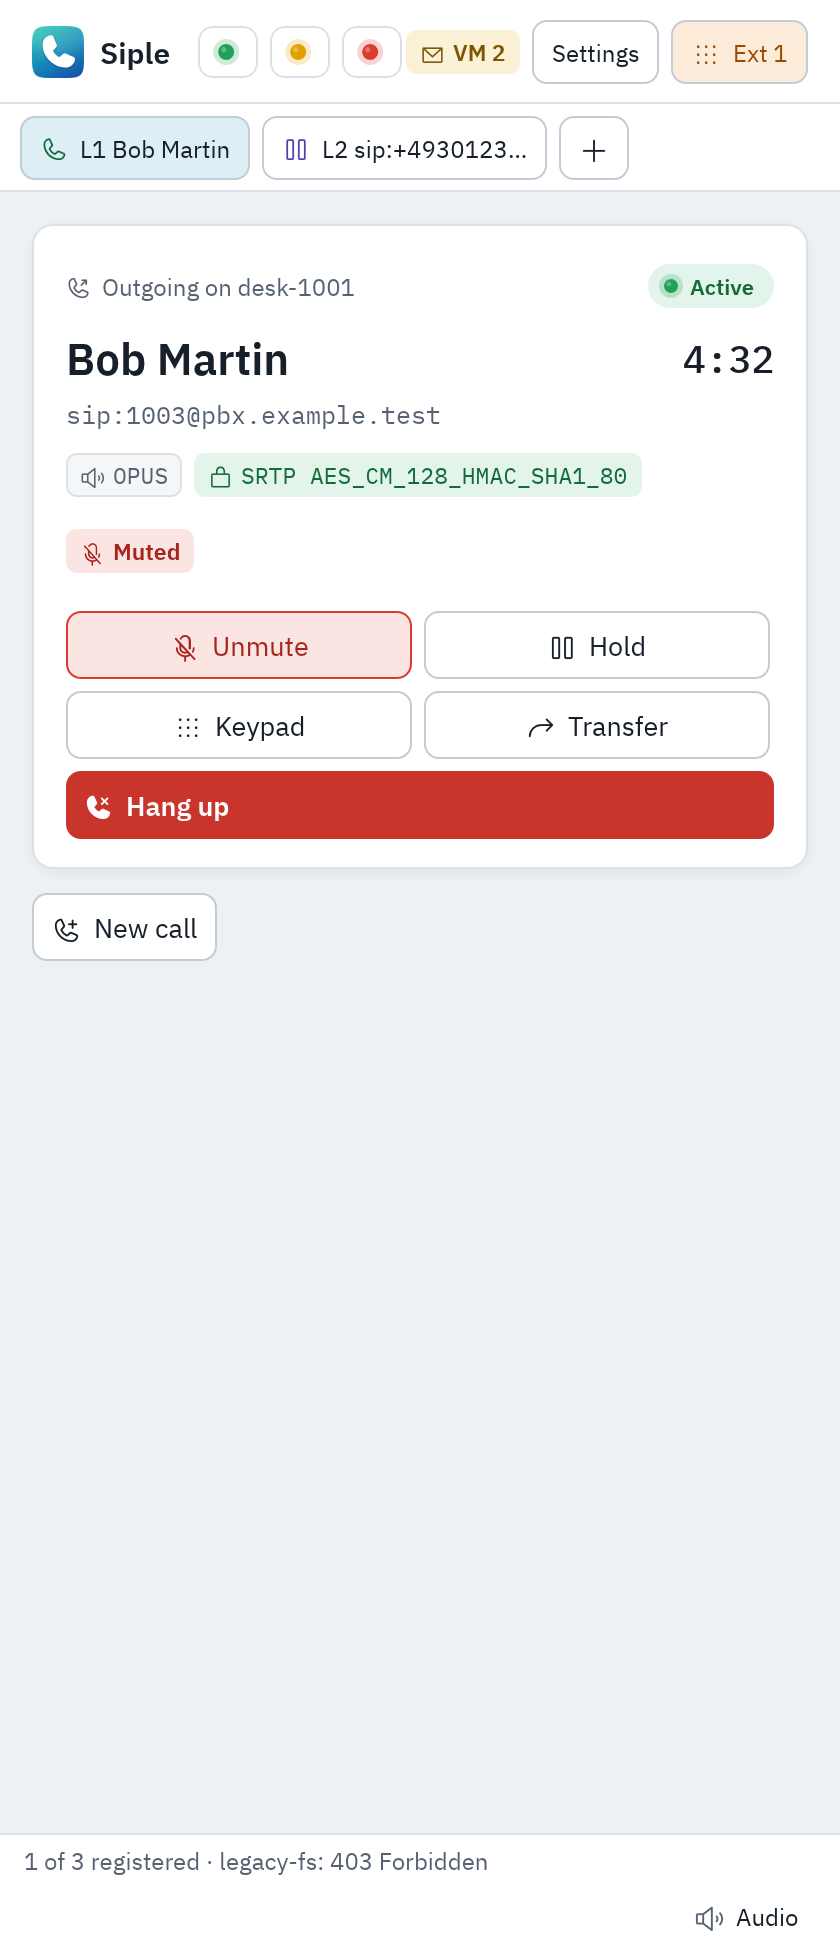 Siple VM 2 Settings Ext 1
L1 Bob Martin L2 sip:+4930123...
Outgoing on desk-1001 Active
Bob Martin 4:32
sip:1003@pbx.example.test
OPUS SRTP AES_CM_128_HMAC_SHA1_80
Muted
Unmute Hold
Keypad Transfer
Hang up
New call
1 of 3 registered · legacy-fs: 403 Forbidden
Audio